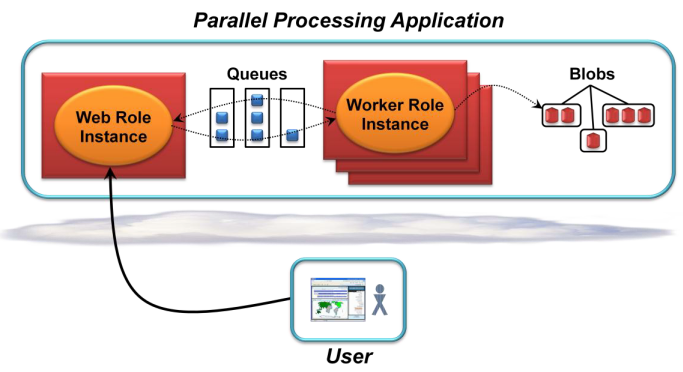 Parallel Processing Application
Queues
Blobs
Web Role
Instance
Worker Role
Instance
User